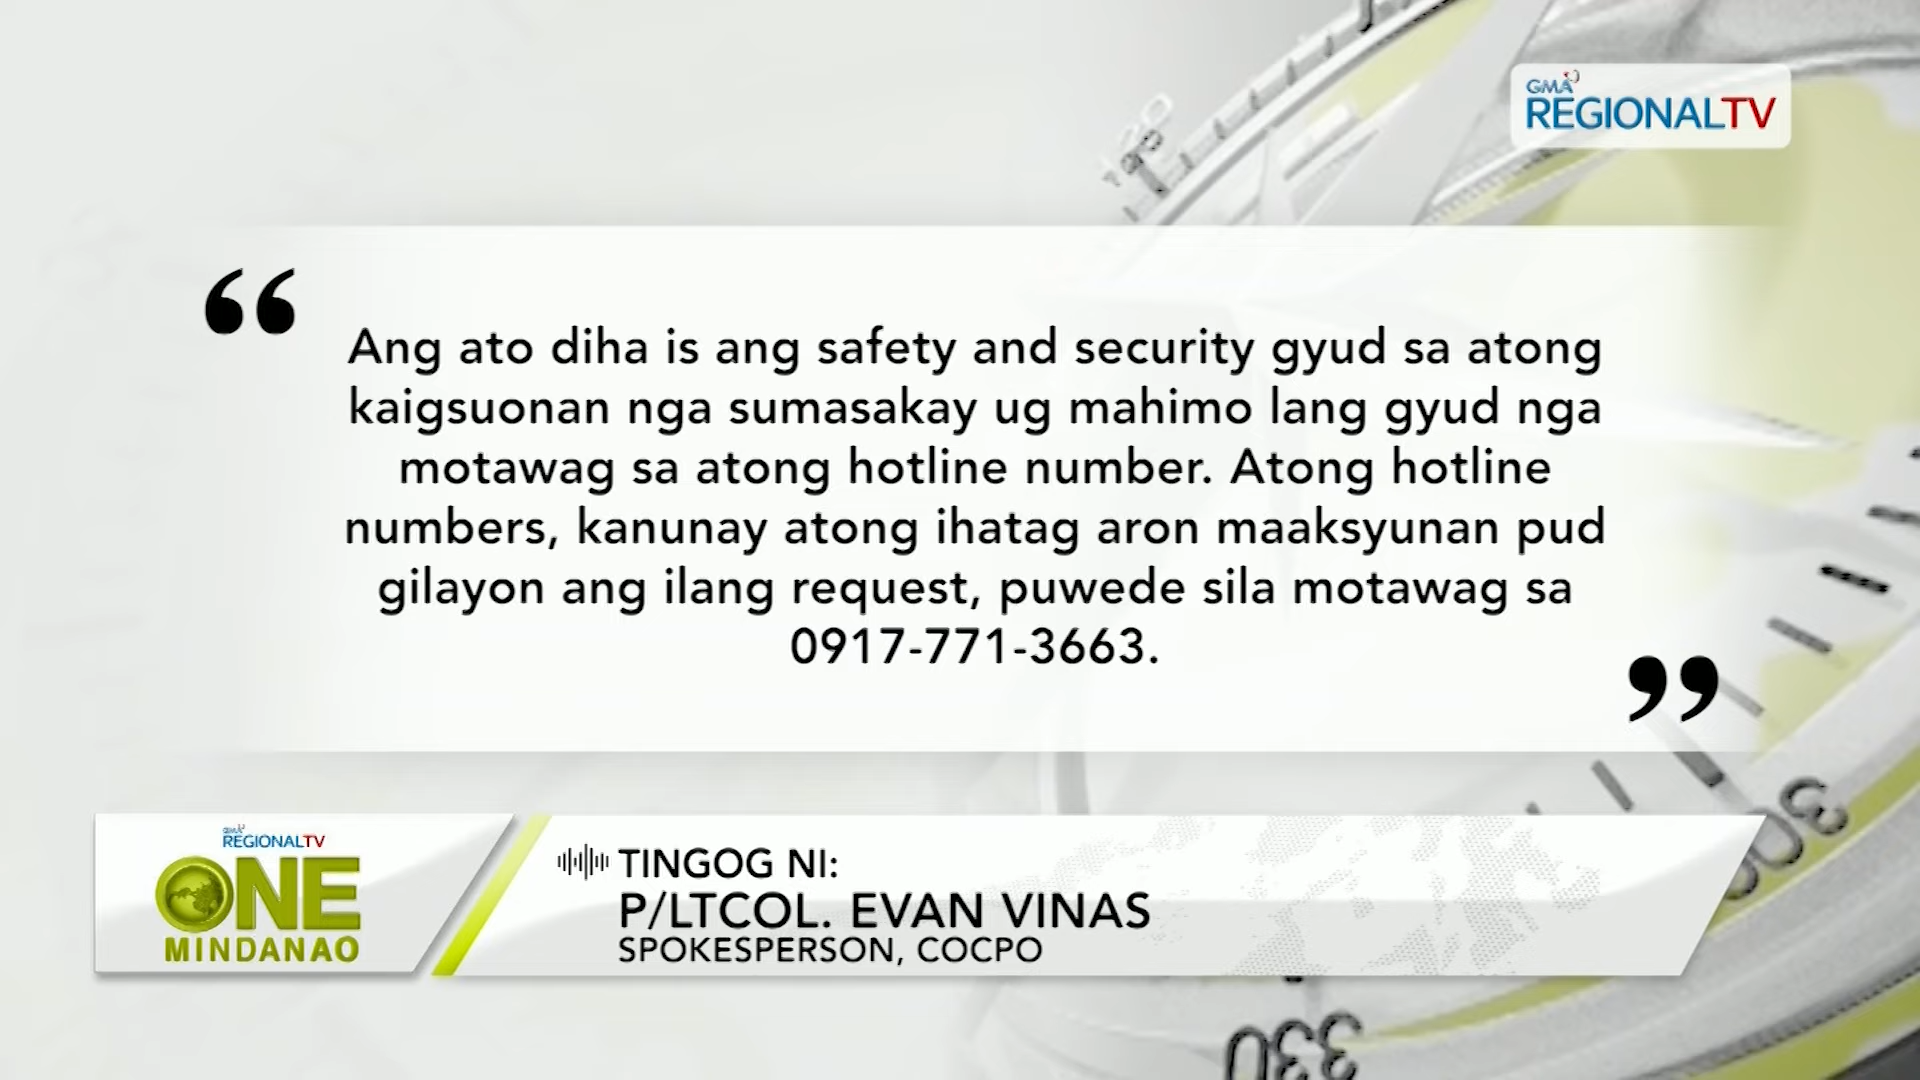 GMA
REGIONALTV
“
Ang ato diha is ang safety and security gyud sa atong
kaigsuonan nga sumasakay ug mahimo lang gyud nga
motawag sa atong hotline number. Atong hotline
numbers, kanunay atong ihatag aron maaksyunan pud
gilayon ang ilang request, puwede sila motawag sa
0917-771-3663.
”
GMA
REGIONALTV
ONE
MINDANAO
TINGOG NI:
P/LTCOL. EVAN VINAS
SPOKESPERSON, COCPO
300
330